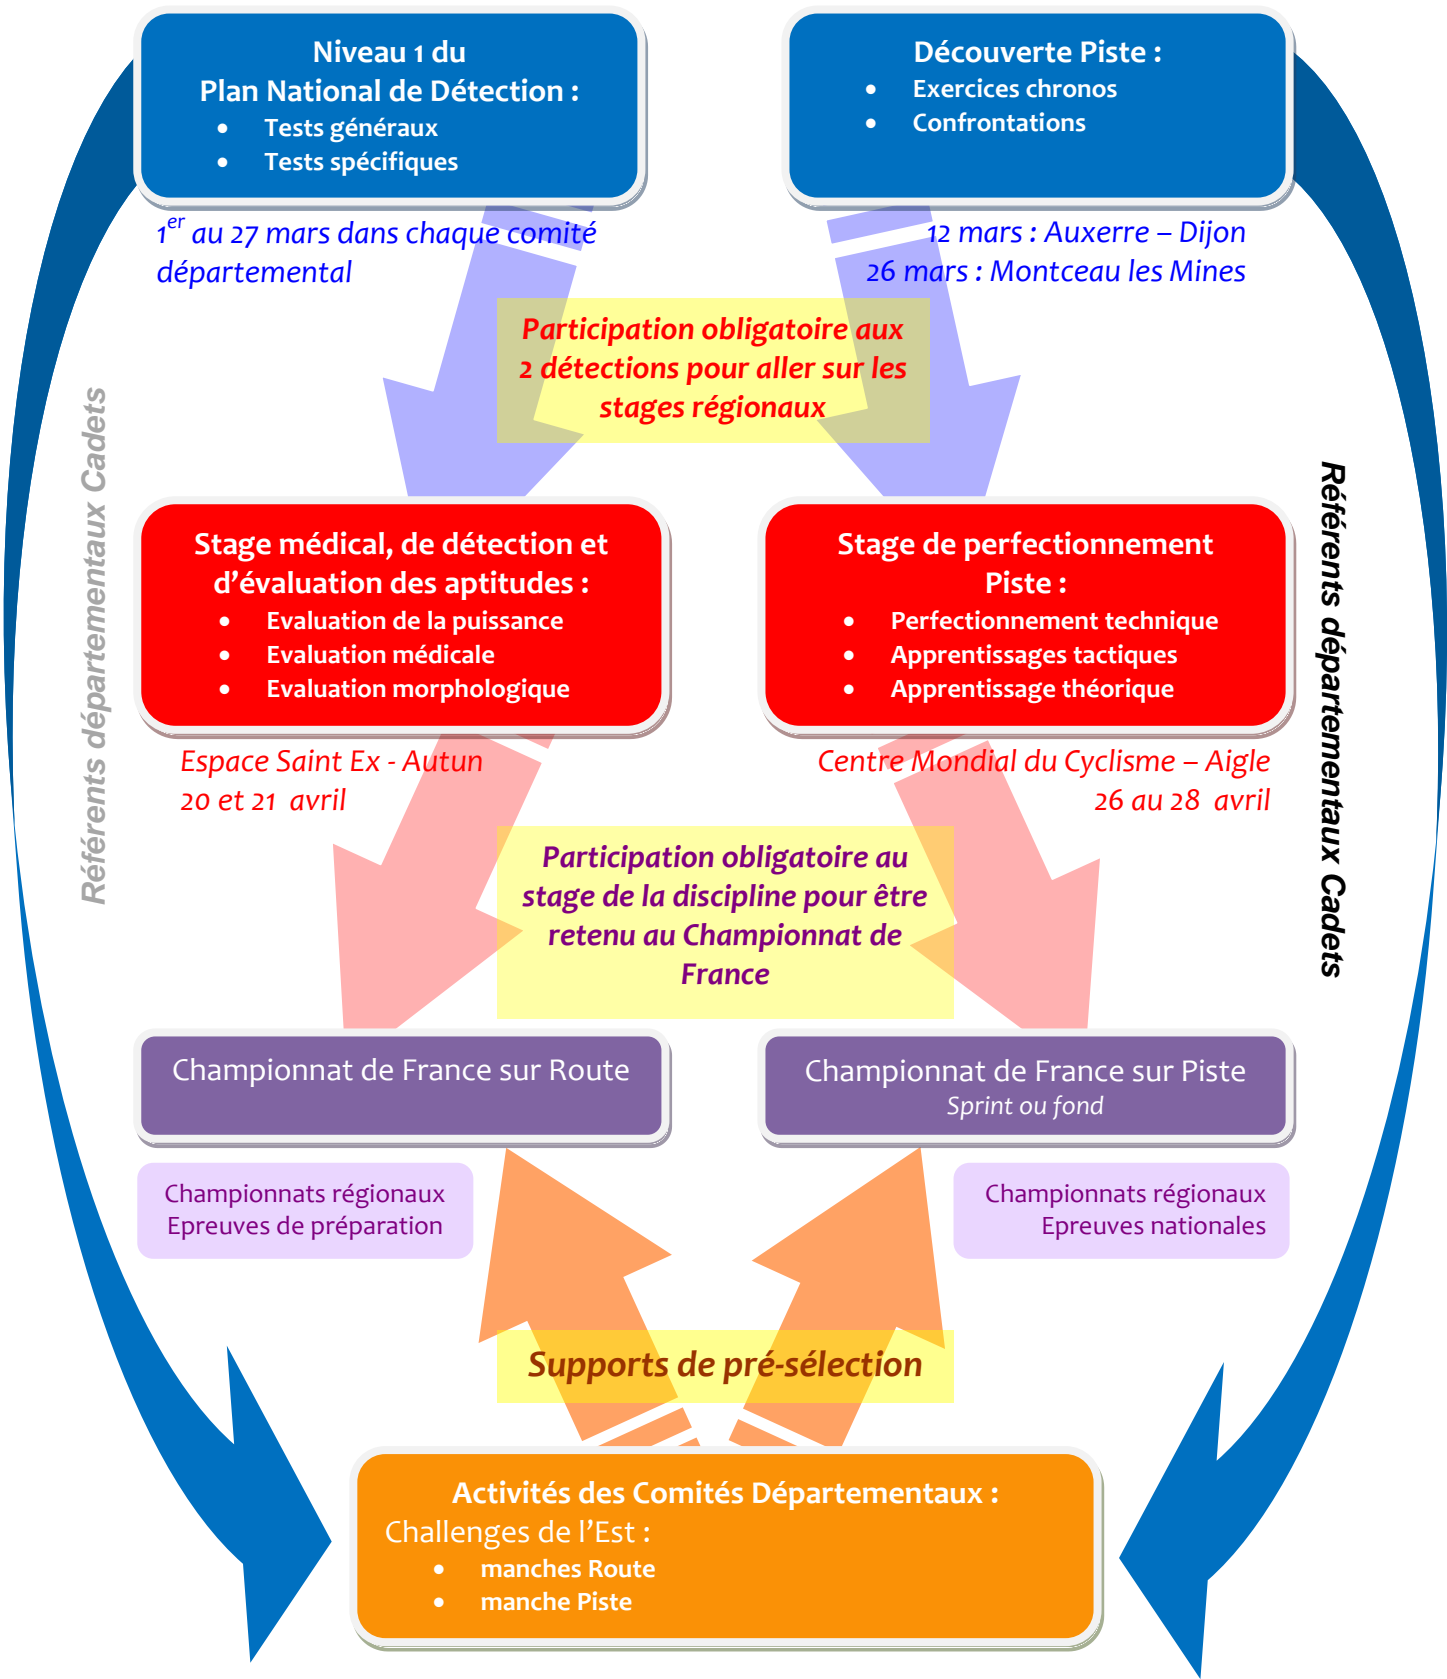 Niveau 1 du
Plan National de Détection :
• Tests généraux
• Tests spécifiques
1er au 27 mars dans chaque comité
départemental
Découverte Piste :
• Exercices chronos
• Confrontations
12 mars : Auxerre – Dijon
26 mars : Montceau les Mines
Participation obligatoire aux
2 détections pour aller sur les
stages régionaux
Référents départementaux Cadets
Référents départementaux Cadets
Stage médical, de détection et
d’évaluation des aptitudes :
• Evaluation de la puissance
• Evaluation médicale
• Evaluation morphologique
Espace Saint Ex - Autun
20 et 21 avril
Stage de perfectionnement
Piste :
• Perfectionnement technique
• Apprentissages tactiques
• Apprentissage théorique
Centre Mondial du Cyclisme – Aigle
26 au 28 avril
Participation obligatoire au
stage de la discipline pour être
retenu au Championnat de
France
Championnat de France sur Route
Championnat de France sur Piste
Sprint ou fond
Championnats régionaux
Epreuves de préparation
Championnats régionaux
Epreuves nationales
Supports de pré-sélection
Activités des Comités Départementaux :
Challenges de l’Est :
• manches Route
• manche Piste